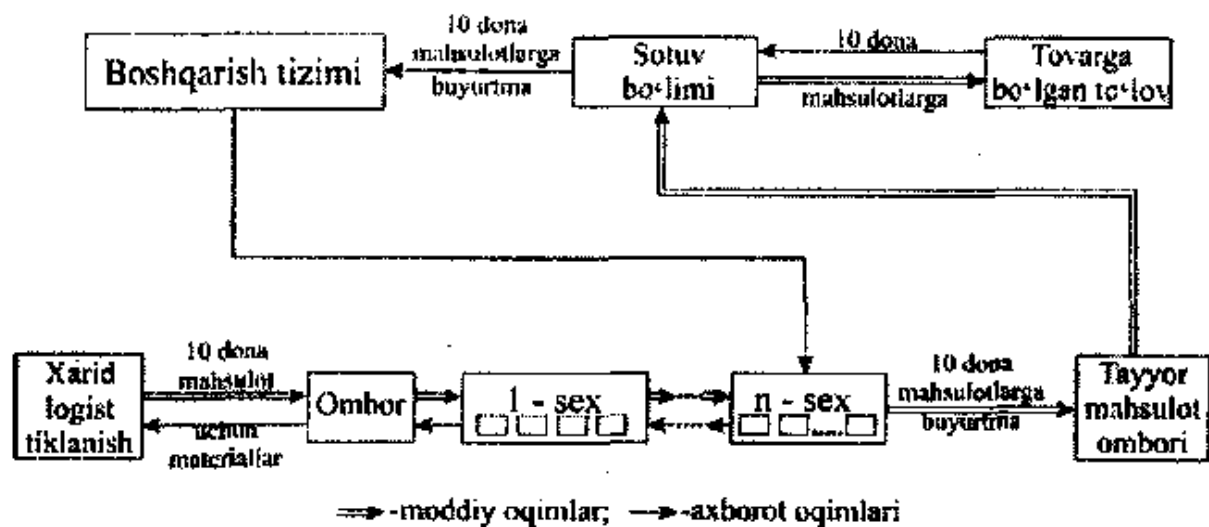 10 dona
mahsulotlarga
buyurtma
Boshqarish tizimi
Sotuv
bo‘limi
10 dona
mahsulotlarga
Tovarga
bo‘lgan to‘lov
Xarid
logist
tiklanish
10 dona
mahsulot
uchun
materiallar
Ombor
1 - sex
n - sex
10 dona
mahsulotlarga
buyurtma
Tayyor
mahsulot
ombori
-moddiy oqimlar; -axborot oqimlari